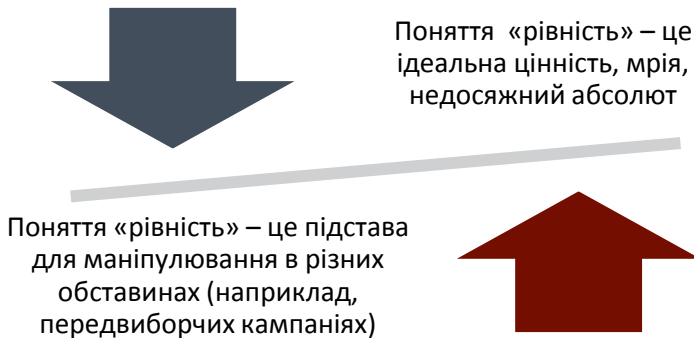 Поняття «рівність» – це
ідеальна цінність, мрія,
недосяжний абсолют
Поняття «рівність» – це підстава
для маніпулювання в різних
обставинах (наприклад,
передвиборчих кампаніях)